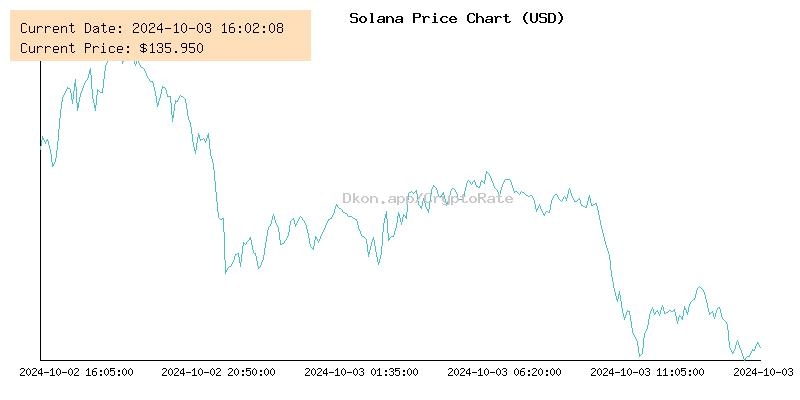 Solana Price Chart (USD)
Current Date: 2024-10-03 16:02:08
Current Price: $135.950
Dkon.app/CryptoRate
2024-10-02 16:05:00 2024-10-02 20:50:00 2024-10-03 01:35:00 2024-10-03 06:20:00 2024-10-03 11:05:00 2024-10-03